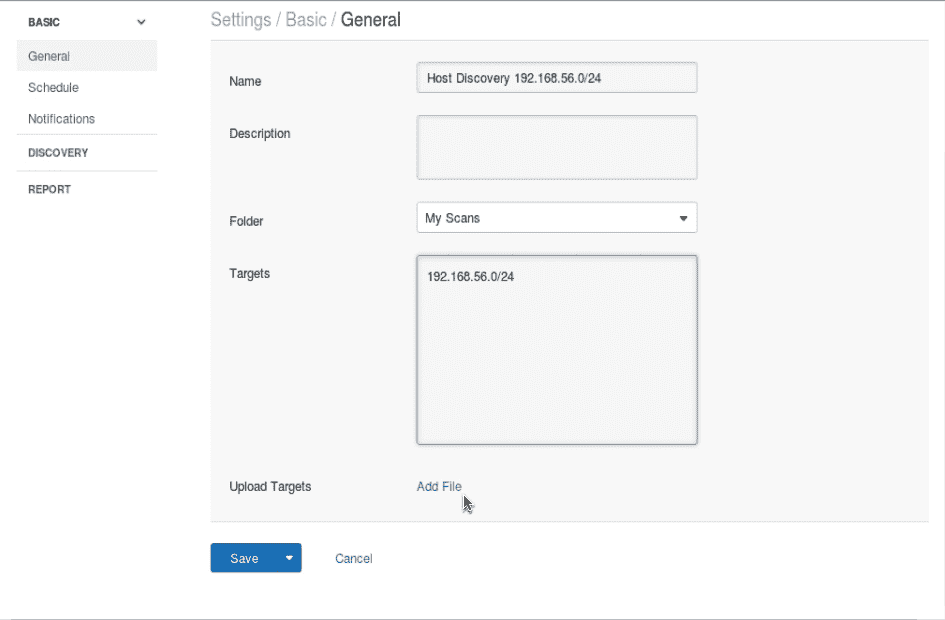 BASIC
General
Schedule
Notifications
DISCOVERY
REPORT
Settings / Basic / General
Name
Host Discovery 192.168.56.0/24
Description
Folder
My Scans
Targets
192.168.56.0/24
Upload Targets
Add File
Save
Cancel